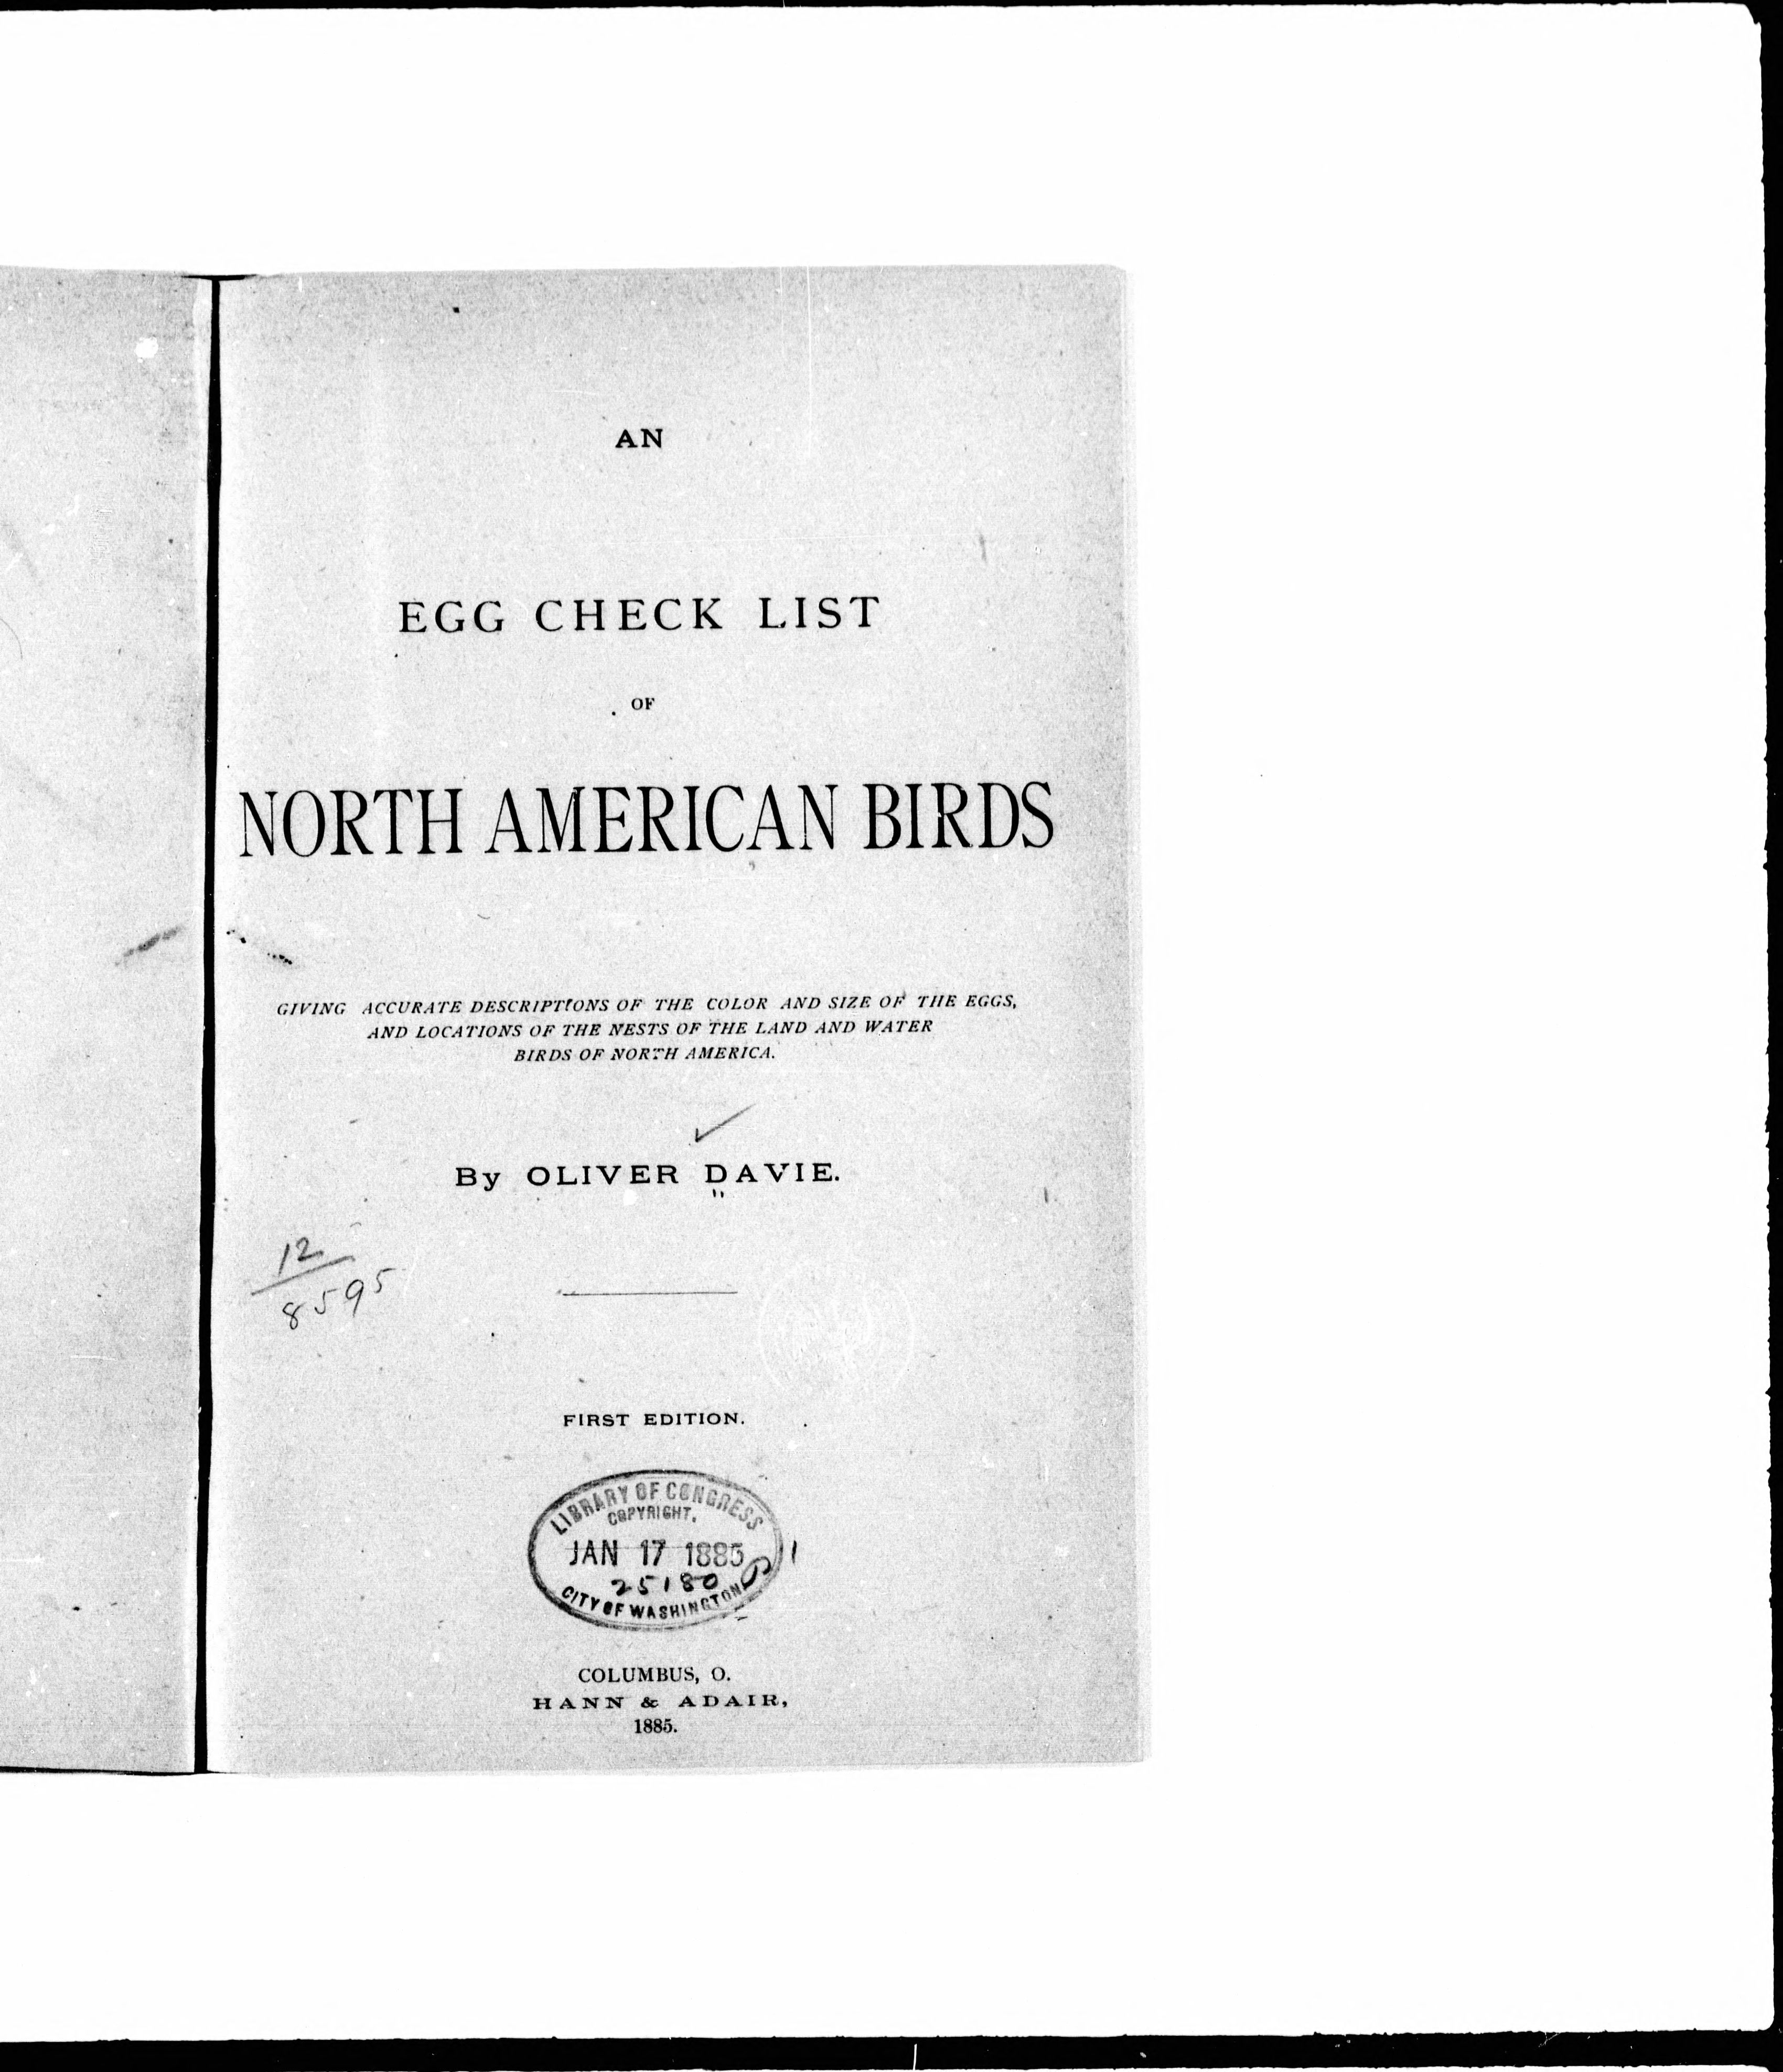 AN
EGG CHECK LIST
OF
NORTH AMERICAN BIRDS
GIVING ACCURATE DESCRIPTIONS OF THE COLOR AND SIZE OF THE EGGS,
AND LOCATIONS OF THE NESTS OF THE LAND AND WATER
BIRDS OF NORTH AMERICA.
By OLIVER DAVIE.
12
8595
FIRST EDITION.
LIBRARY OF CONGRESS
COPYRIGHT.
JAN 17 1885
25180
CITY OF WASHINGTON
COLUMBUS, O.
HANN & ADAIR,
1885.